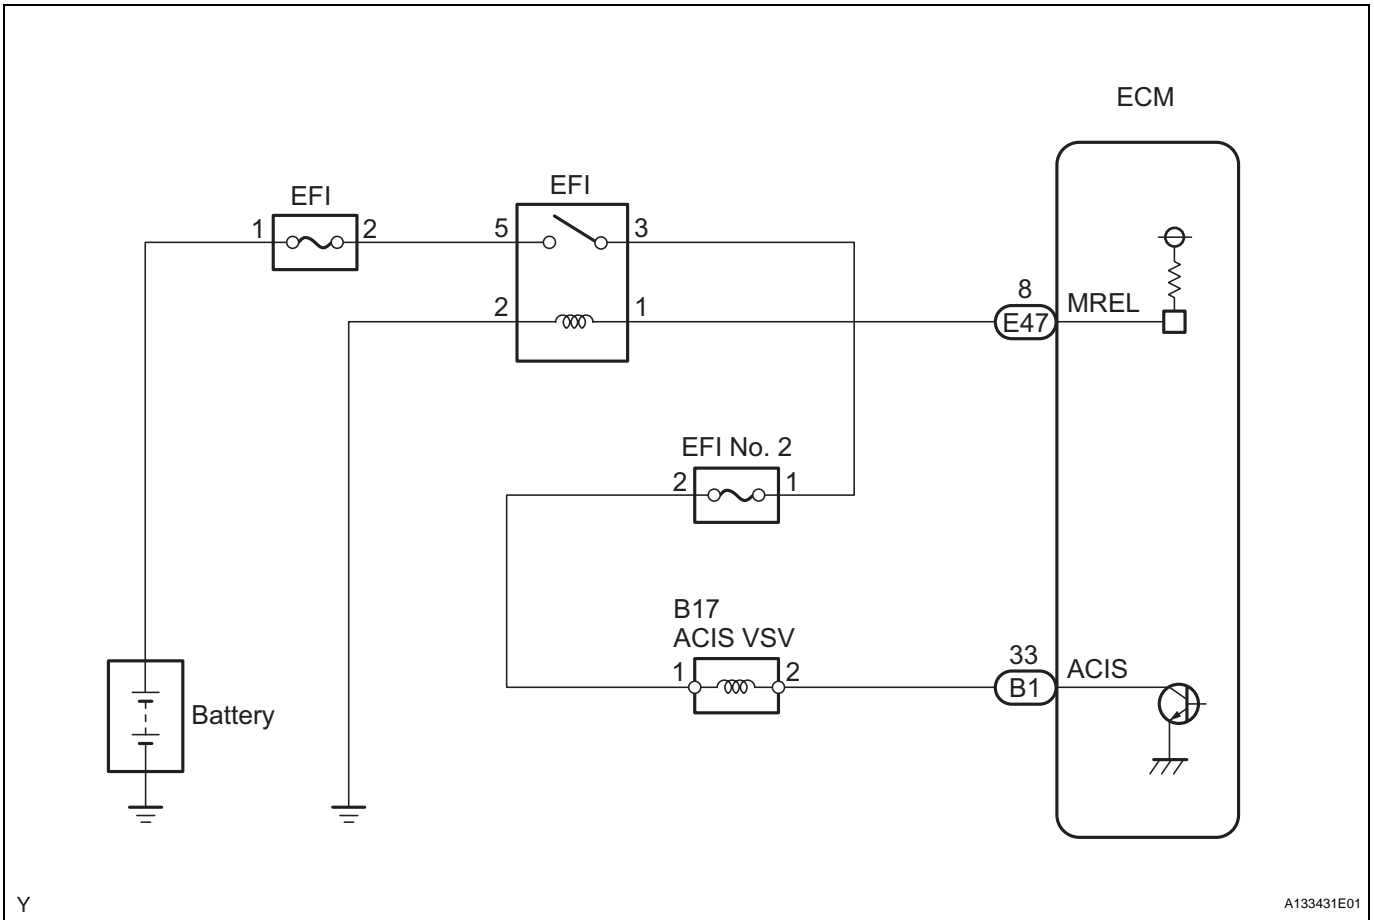 ECM
EFI
EFI
1
2
5
3
2
1
8
E47
MREL
EFI No. 2
2
1
B17
ACIS VSV
1
2
33
B1
ACIS
Battery
Y
A133431E01